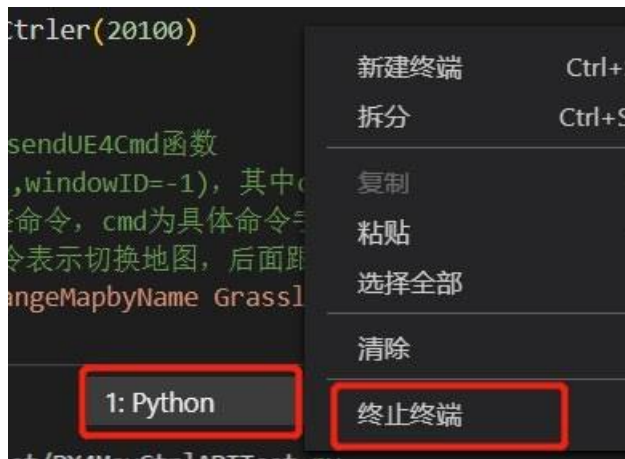 Ctrler(20100)
新建终端 Ctrl+
拆分 Ctrl+S
sendUE4Cmd函数
,windowID=-1)，其中
复制
整命令，cmd为具体命令
粘贴
令表示切换地图，后面跟
选择全部
angeMapbyName Grassl
清除
1: Python
终止终端